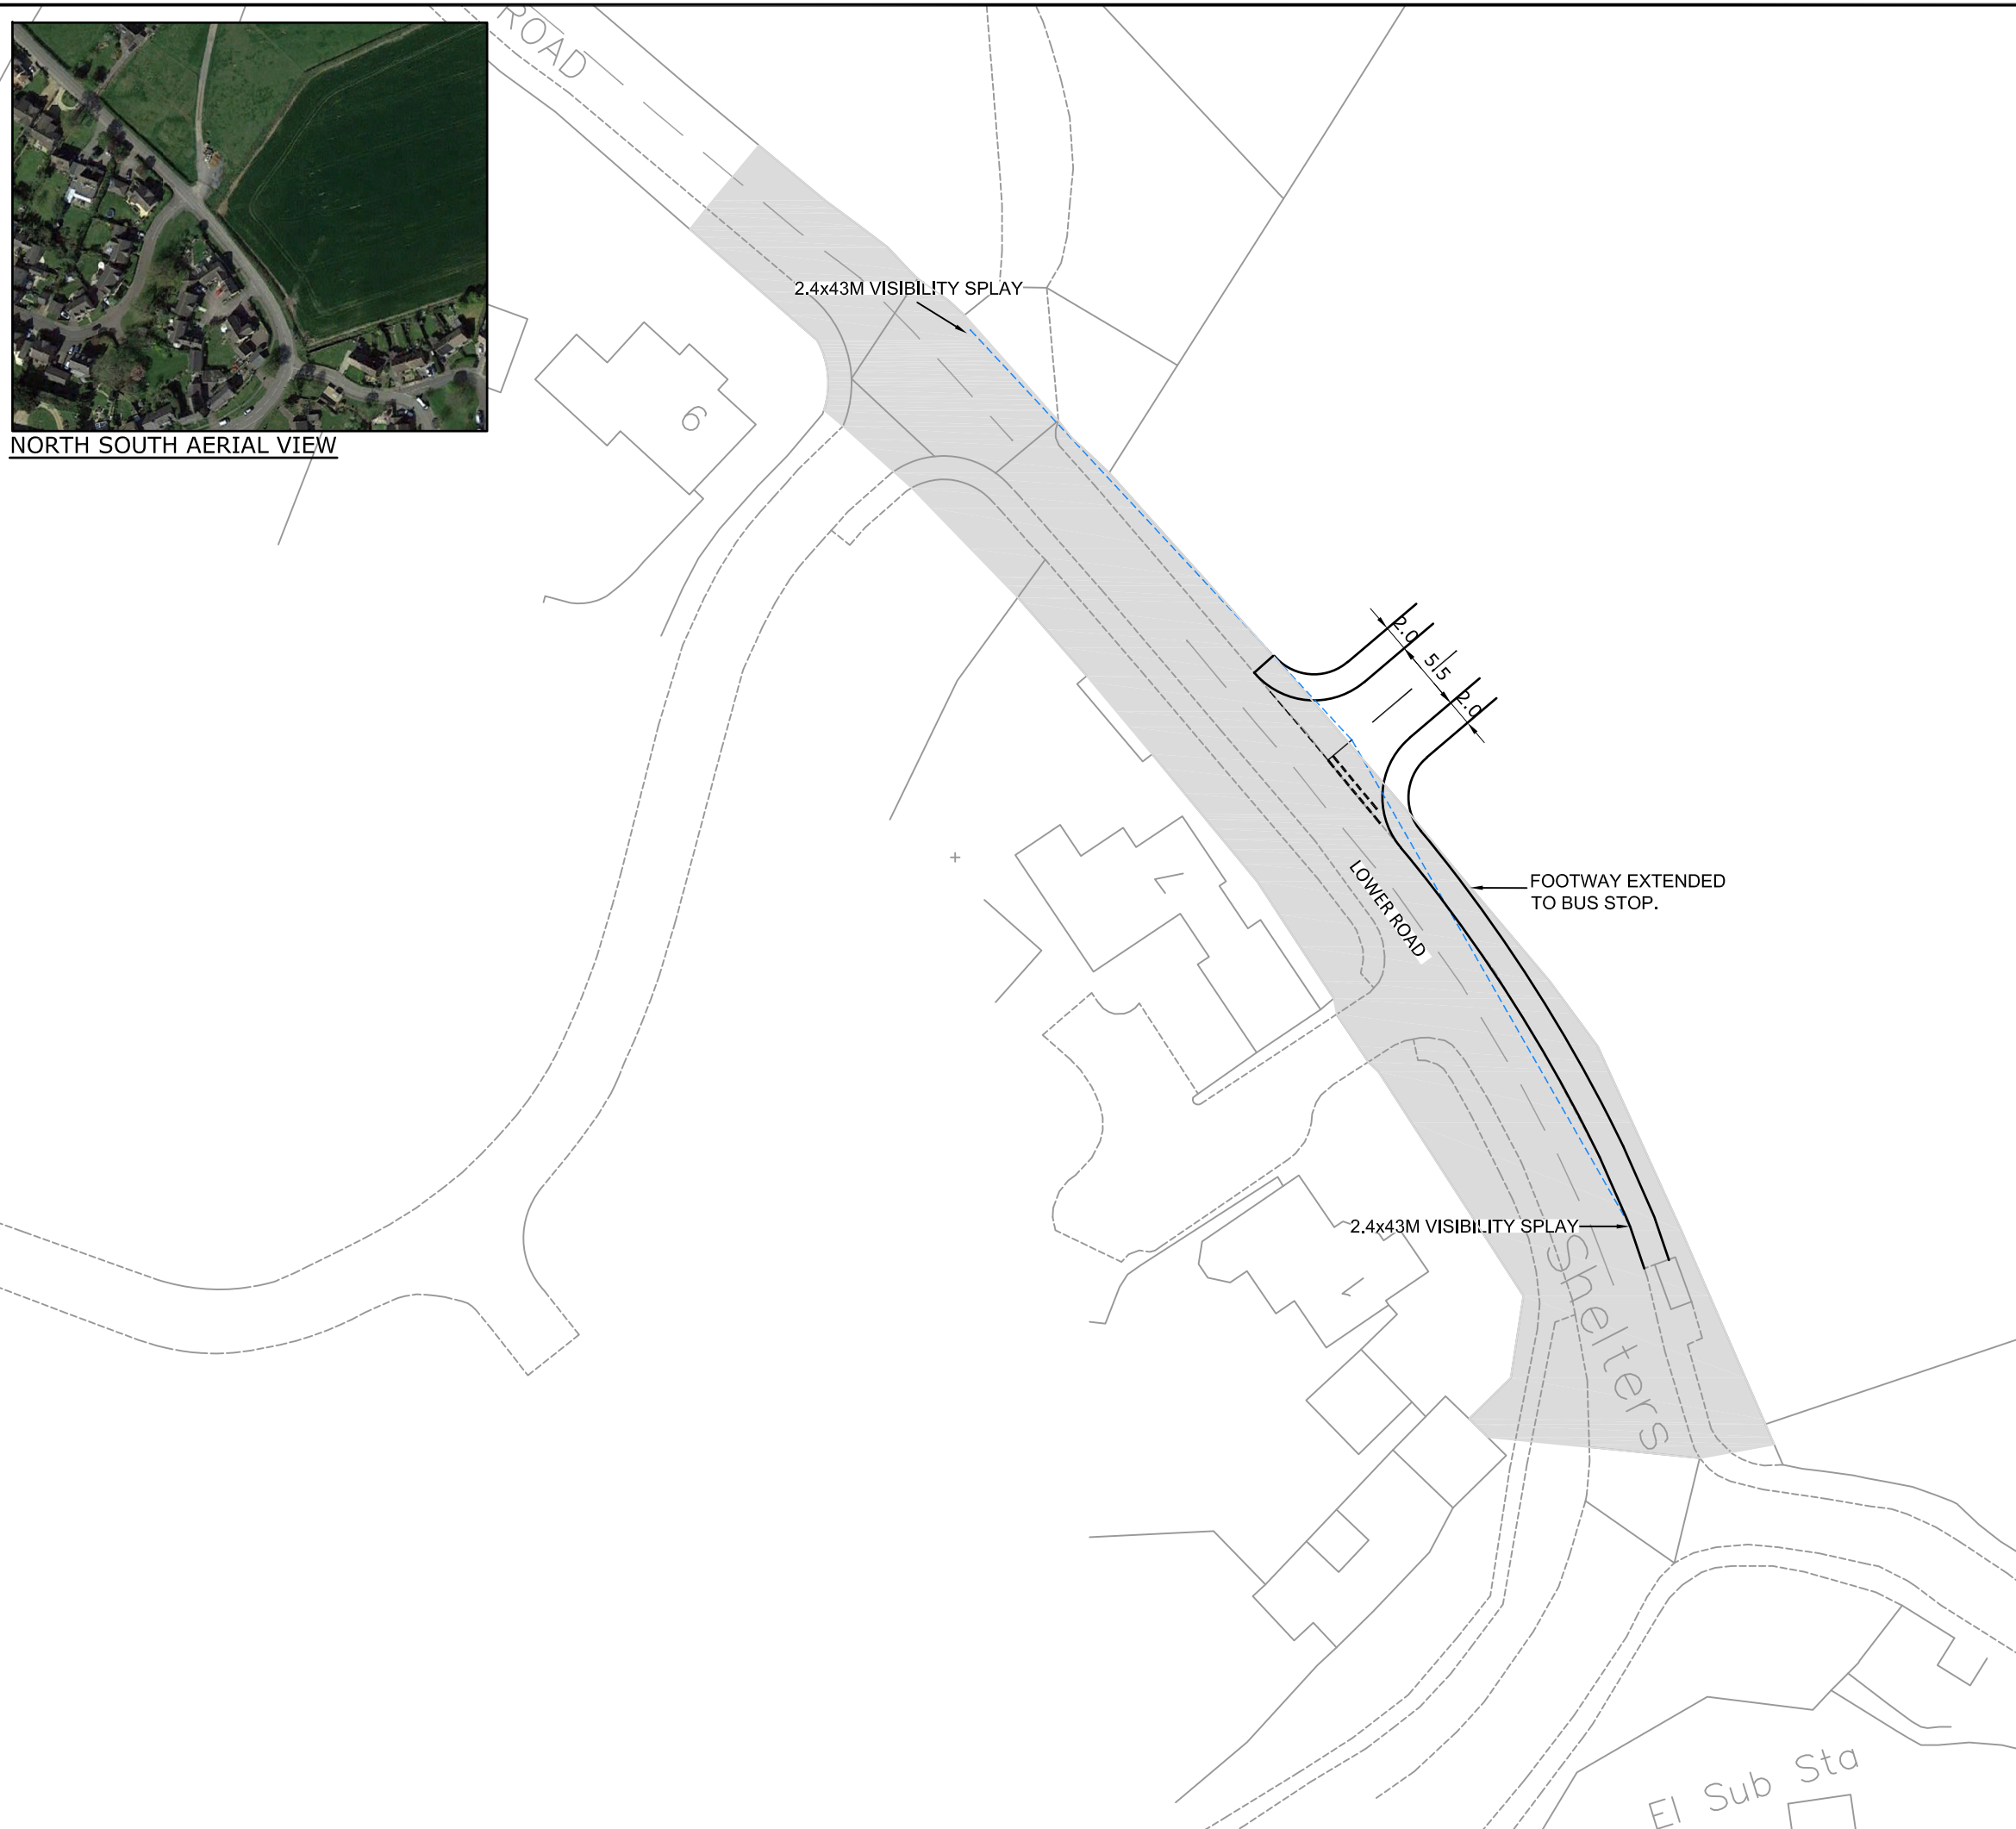 ROAD
NORTH SOUTH AERIAL VIEW
2.4x43M VISIBILITY SPLAY
6
2.0
5.5
2.0
LOWER ROAD
FOOTWAY EXTENDED
TO BUS STOP.
2.4x43M VISIBILITY SPLAY
1
Shelters
El Sub Sta